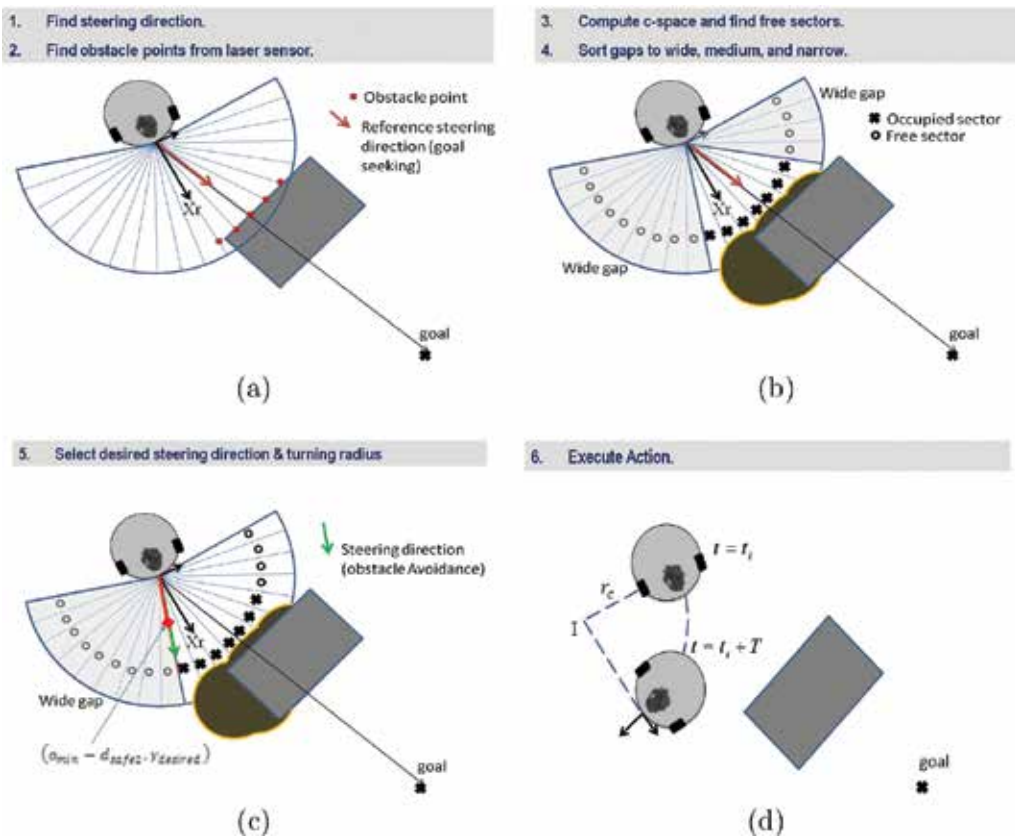 1. Find steering direction.
2. Find obstacle points from laser sensor.
Obstacle point
Reference steering
direction (goal
seeking)
Xr
goal
(a)
3. Compute c-space and find free sectors.
4. Sort gaps to wide, medium, and narrow.
Wide gap
Occupied sector
Free sector
Xr
Wide gap
goal
(b)
5. Select desired steering direction & turning radius
Steering direction
(obstacle Avoidance)
Xr
Wide gap
goal
(c)
6. Execute Action.
t = t_i
r_c
I
t = t_i + T
goal
(d)